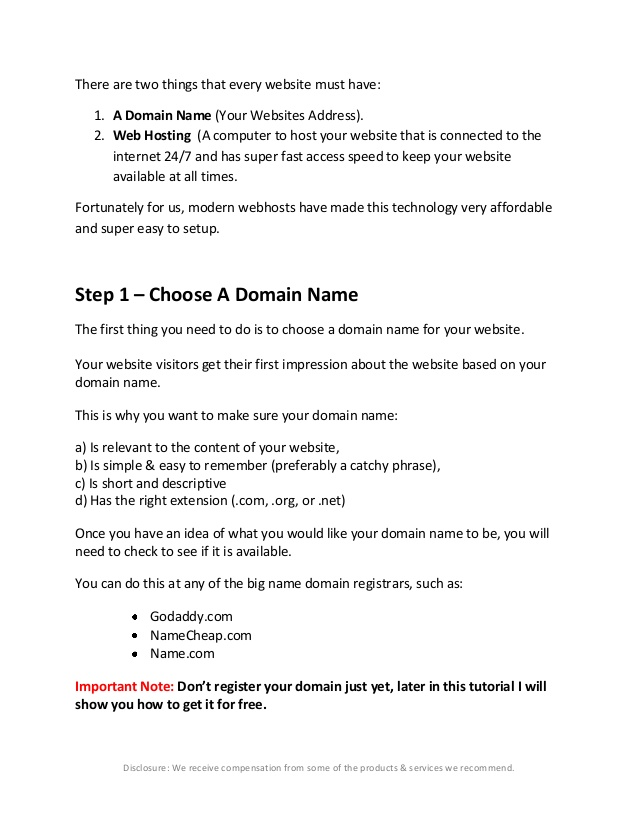 There are two things that every website must have:
1. A Domain Name (Your Websites Address).
2. Web Hosting (A computer to host your website that is connected to the
internet 24/7 and has super fast access speed to keep your website
available at all times.
Fortunately for us, modern webhosts have made this technology very affordable
and super easy to setup.
Step 1 – Choose A Domain Name
The first thing you need to do is to choose a domain name for your website.
Your website visitors get their first impression about the website based on your
domain name.
This is why you want to make sure your domain name:
a) Is relevant to the content of your website,
b) Is simple & easy to remember (preferably a catchy phrase),
c) Is short and descriptive
d) Has the right extension (.com, .org, or .net)
Once you have an idea of what you would like your domain name to be, you will
need to check to see if it is available.
You can do this at any of the big name domain registrars, such as:
• Godaddy.com
• NameCheap.com
• Name.com
Important Note: Don’t register your domain just yet, later in this tutorial I will
show you how to get it for free.
Disclosure: We receive compensation from some of the products & services we recommend.